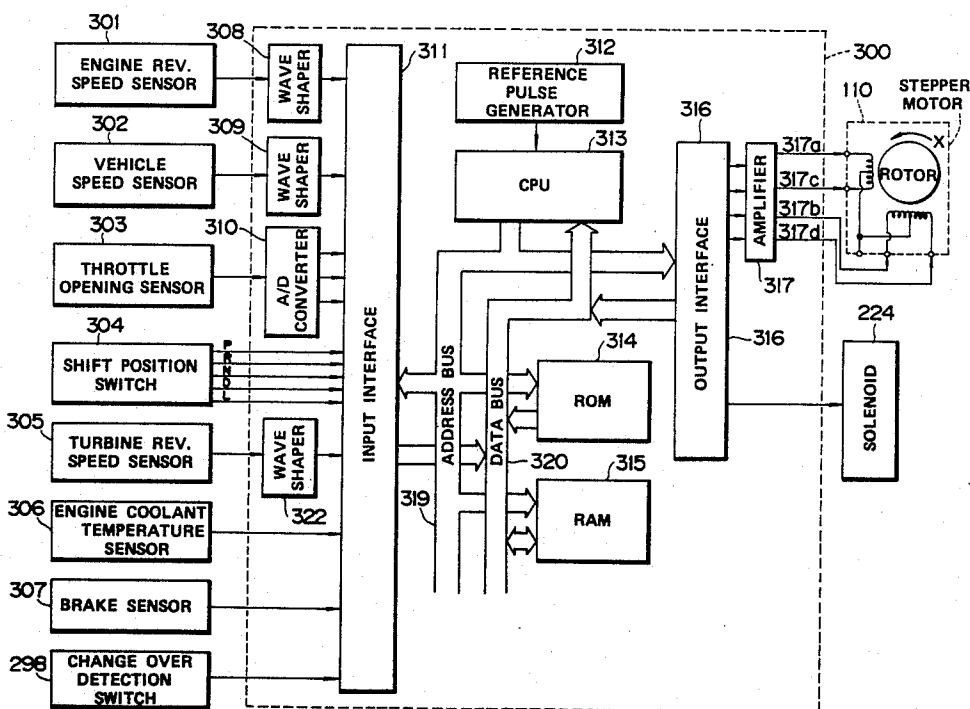 301
ENGINE REV.
SPEED SENSOR
308
WAVE
SHAPER
311
INPUT INTERFACE
312
REFERENCE
PULSE
GENERATOR
300
STEPPER
MOTOR
110
X
ROTOR
302
VEHICLE
SPEED SENSOR
309
WAVE
SHAPER
313
CPU
316
OUTPUT INTERFACE
316
AMPLIFIER
317
317a
317c
317b
317d
303
THROTTLE
OPENING SENSOR
310
A/D
CONVERTER
304
SHIFT POSITION
SWITCH
P
R
N
D
L
ADDRESS BUS
319
DATA BUS
320
314
ROM
224
SOLENOID
305
TURBINE REV.
SPEED SENSOR
WAVE
SHAPER
322
315
RAM
306
ENGINE COOLANT
TEMPERATURE
SENSOR
307
BRAKE SENSOR
298
CHANGE OVER
DETECTION
SWITCH